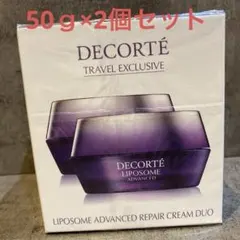 50g×2個セット
DECORTÉ
TRAVEL EXCLUSIVE
DECORTÉ
LIPOSOME
ADVANCED
LIPOSOME ADVANCED REPAIR CREAM DUO